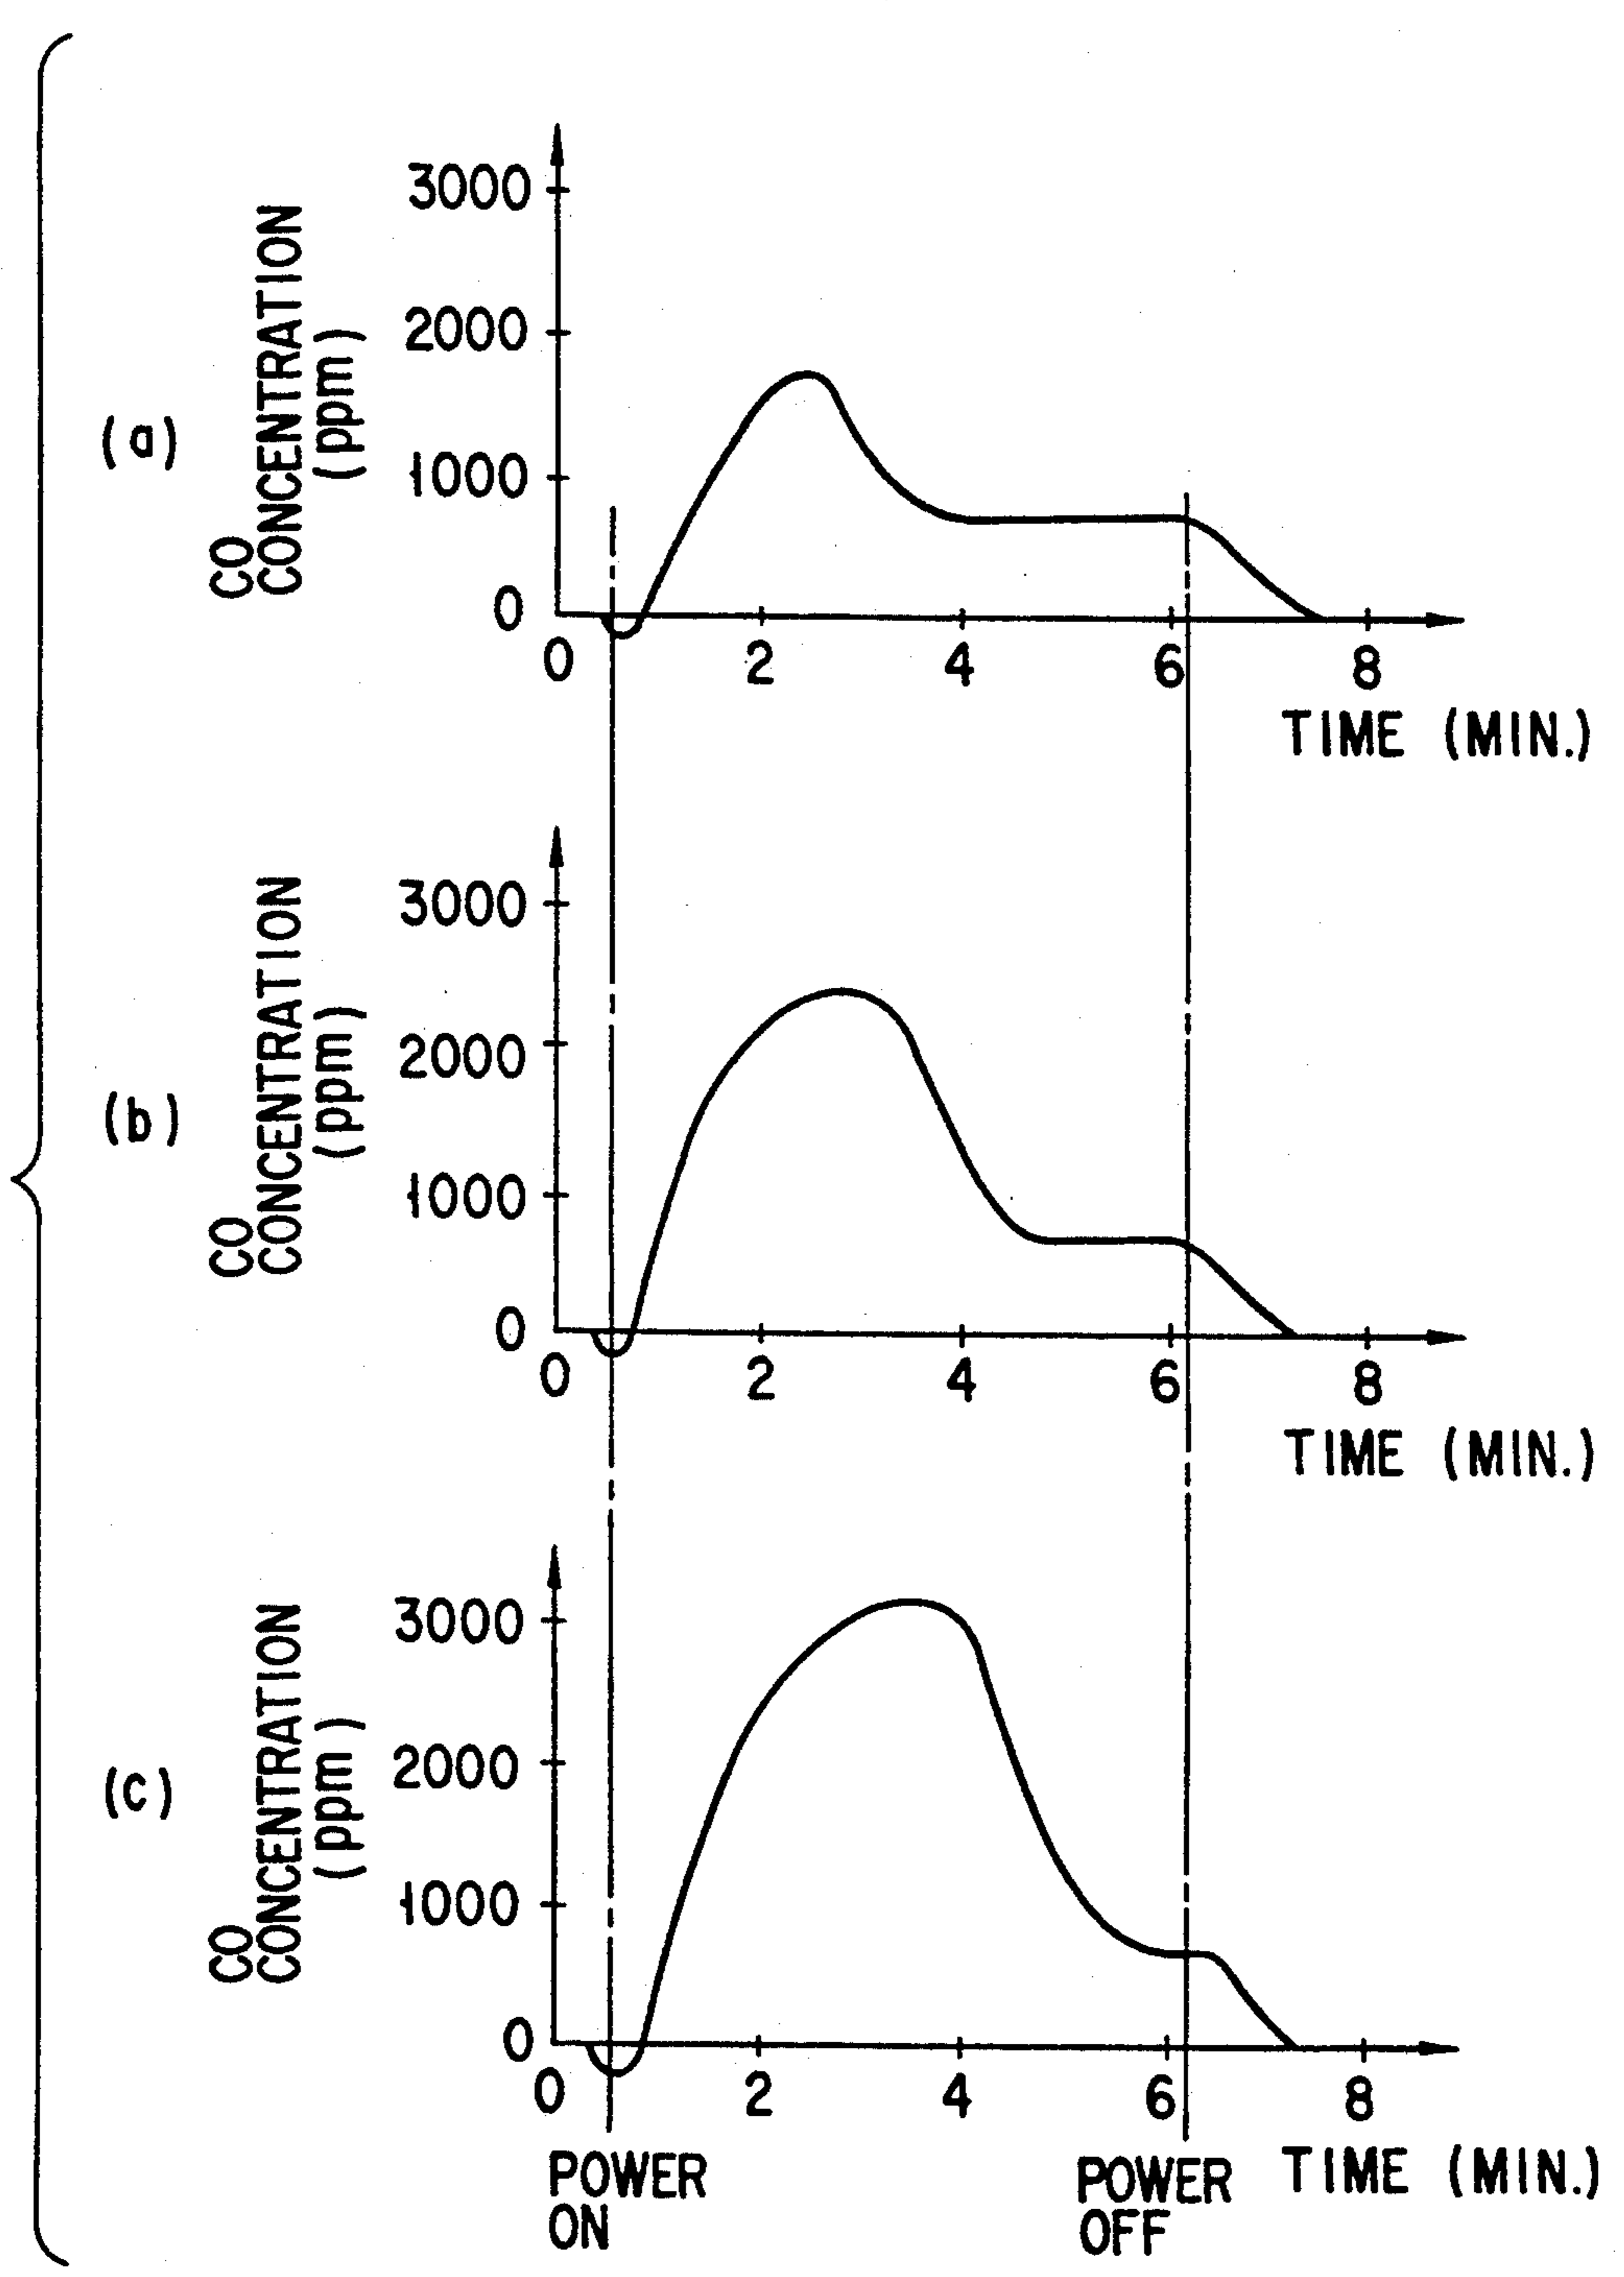 (a)
CO
CONCENTRATION
(ppm)
3000
2000
1000
0
0 2 4 6 8
TIME (MIN.)
(b)
CO
CONCENTRATION
(ppm)
3000
2000
1000
0
0 2 4 6 8
TIME (MIN.)
(c)
CO
CONCENTRATION
(ppm)
3000
2000
1000
0
0 2 4 6 8
TIME (MIN.)
POWER
ON
POWER
OFF